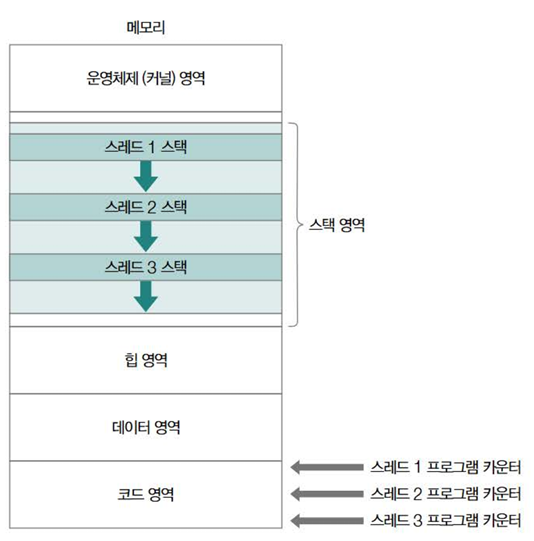 메모리
운영체제 (커널) 영역
스레드 1 스택
스레드 2 스택
스레드 3 스택
스택 영역
힙 영역
데이터 영역
코드 영역
스레드 1 프로그램 카운터
스레드 2 프로그램 카운터
스레드 3 프로그램 카운터